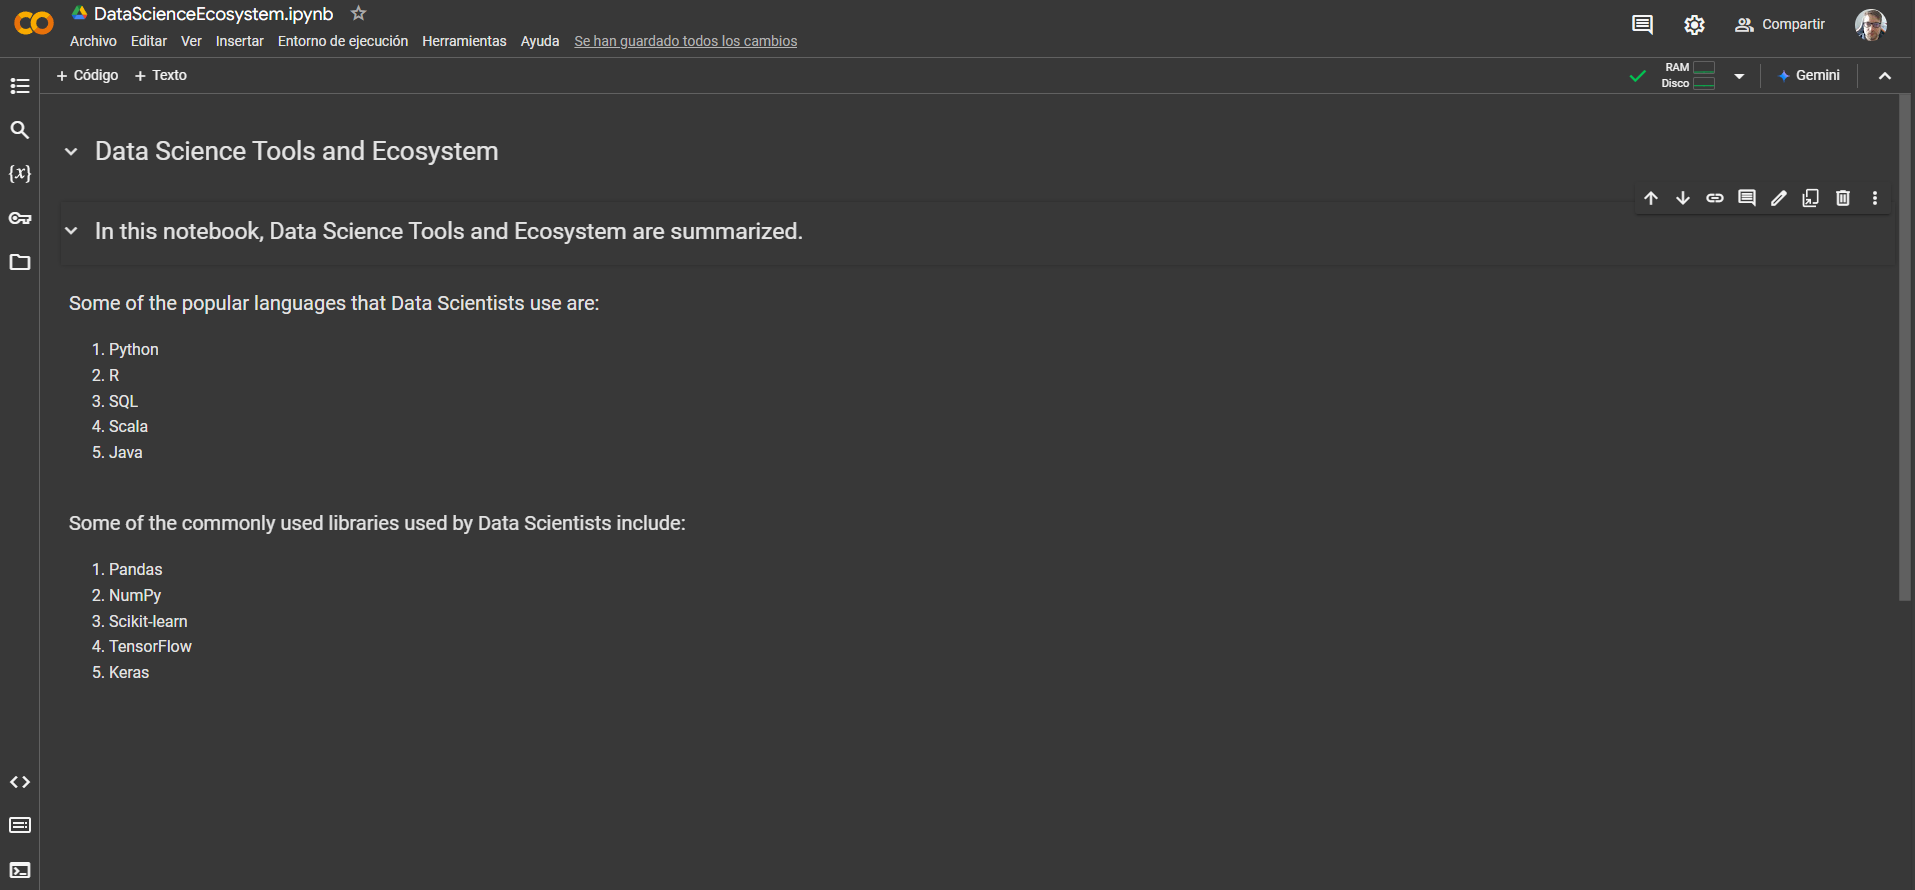 DataScienceEcosystem.ipynb
Archivo Editar Ver Insertar Entorno de ejecución Herramientas Ayuda Se han guardado todos los cambios
Compartir
+ Código + Texto
RAM
Disco
Gemini
{x}
Data Science Tools and Ecosystem
In this notebook, Data Science Tools and Ecosystem are summarized.
Some of the popular languages that Data Scientists use are:
1. Python
2. R
3. SQL
4. Scala
5. Java
Some of the commonly used libraries used by Data Scientists include:
1. Pandas
2. NumPy
3. Scikit-learn
4. TensorFlow
5. Keras